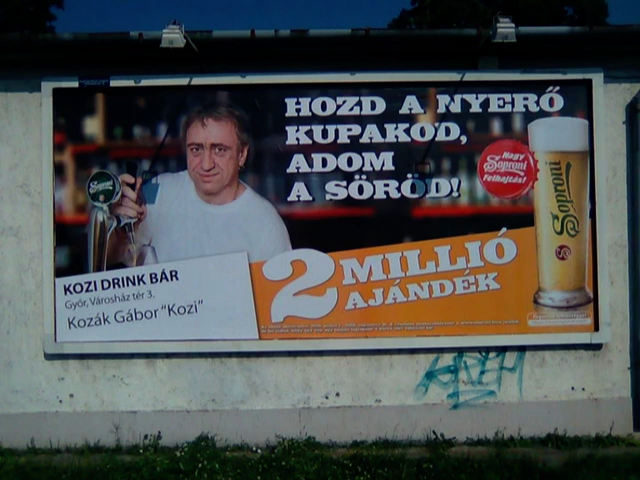 HOZD A NYERŐ
KUPAKOD,
ADOM
A SÖRÖD!
Nagy
Soproni
Felhajtás!
Soproni
Soproni
2 MILLIÓ
AJÁNDÉK
KOZI DRINK BÁR
Győr, Városház tér 3.
Kozák Gábor "Kozi"